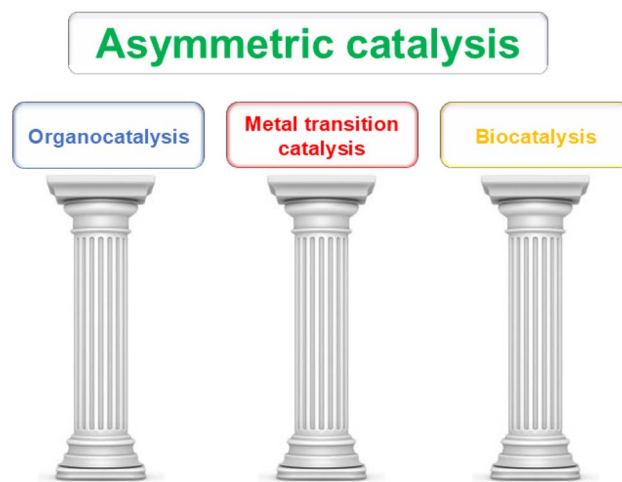 Asymmetric catalysis
Organocatalysis
Metal transition
catalysis
Biocatalysis